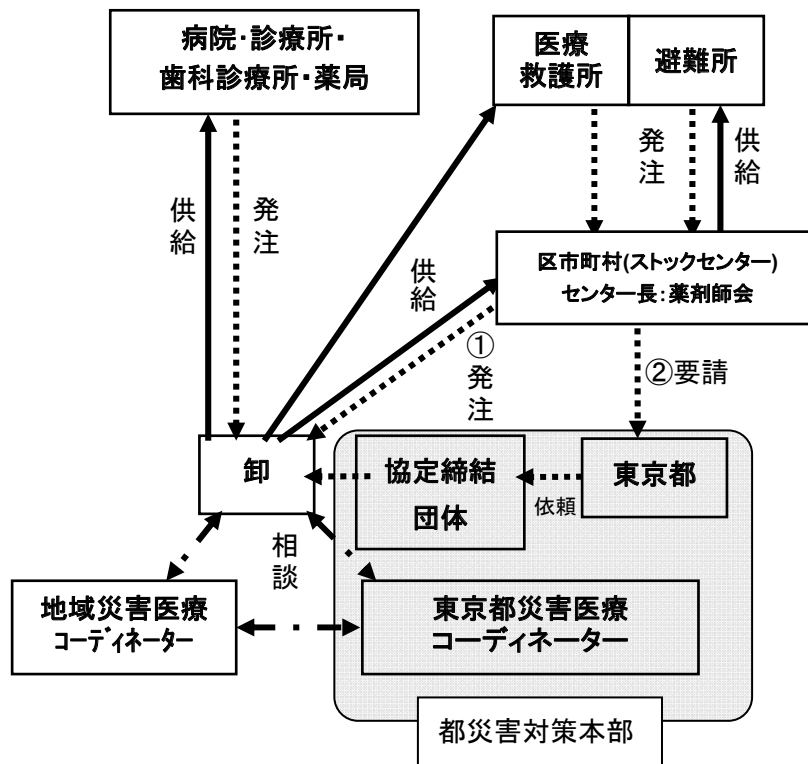 病院・診療所・
歯科診療所・薬局
医療
救護所
避難所
供給
発注
発注
供給
供給
区市町村(ストックセンター)
センター長：薬剤師会
①
発注
②要請
卸
協定締結
団体
依頼
東京都
相談
地域災害医療
コーディネーター
東京都災害医療
コーディネーター
都災害対策本部